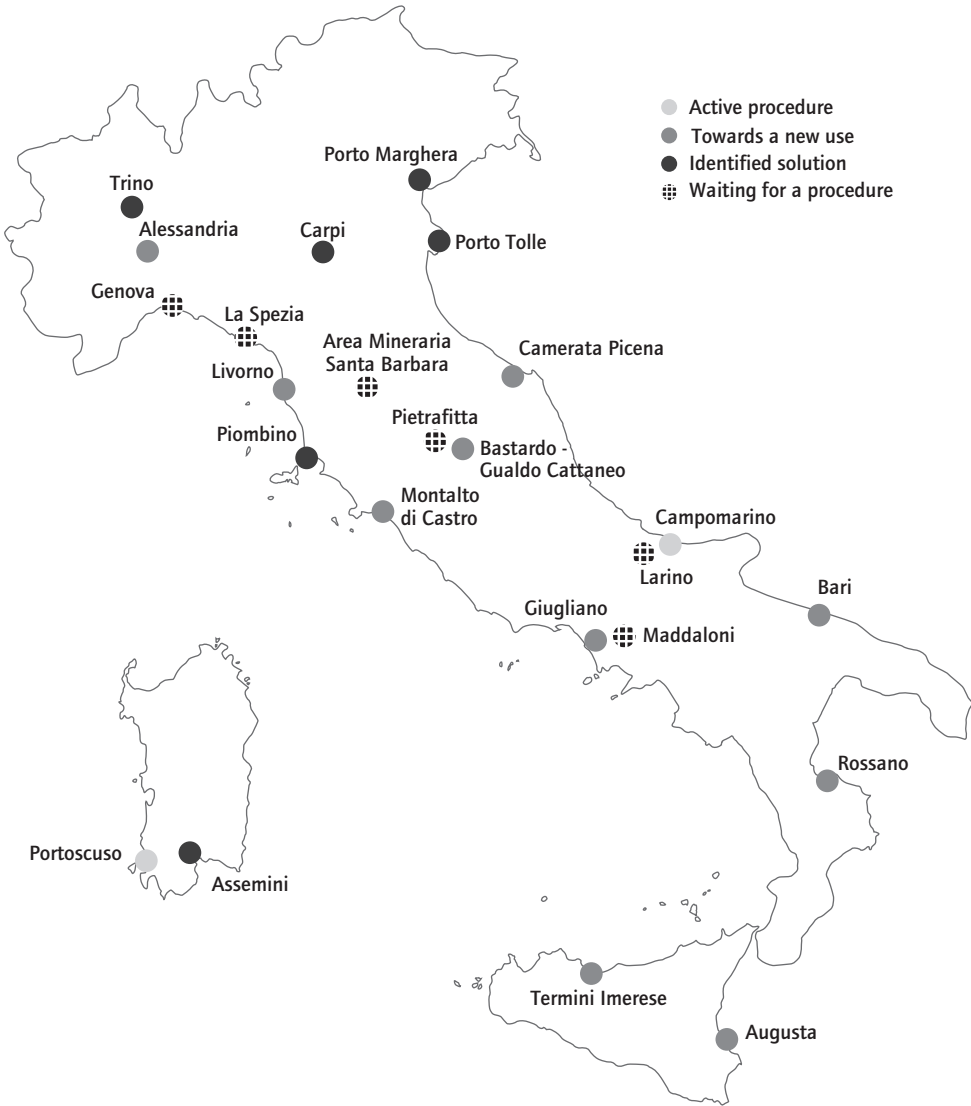 Active procedure
Towards a new use
Identified solution
Waiting for a procedure
Porto Marghera
Trino
Alessandria
Carpi
Porto Tolle
Genova
La Spezia
Area Mineraria
Santa Barbara
Camerata Picena
Livorno
Pietrafitta
Piombino
Bastardo -
Gualdo Cattaneo
Montalto
di Castro
Campomarino
Larino
Bari
Giugliano
Maddaloni
Rossano
Portoscuso
Assemini
Termini Imerese
Augusta